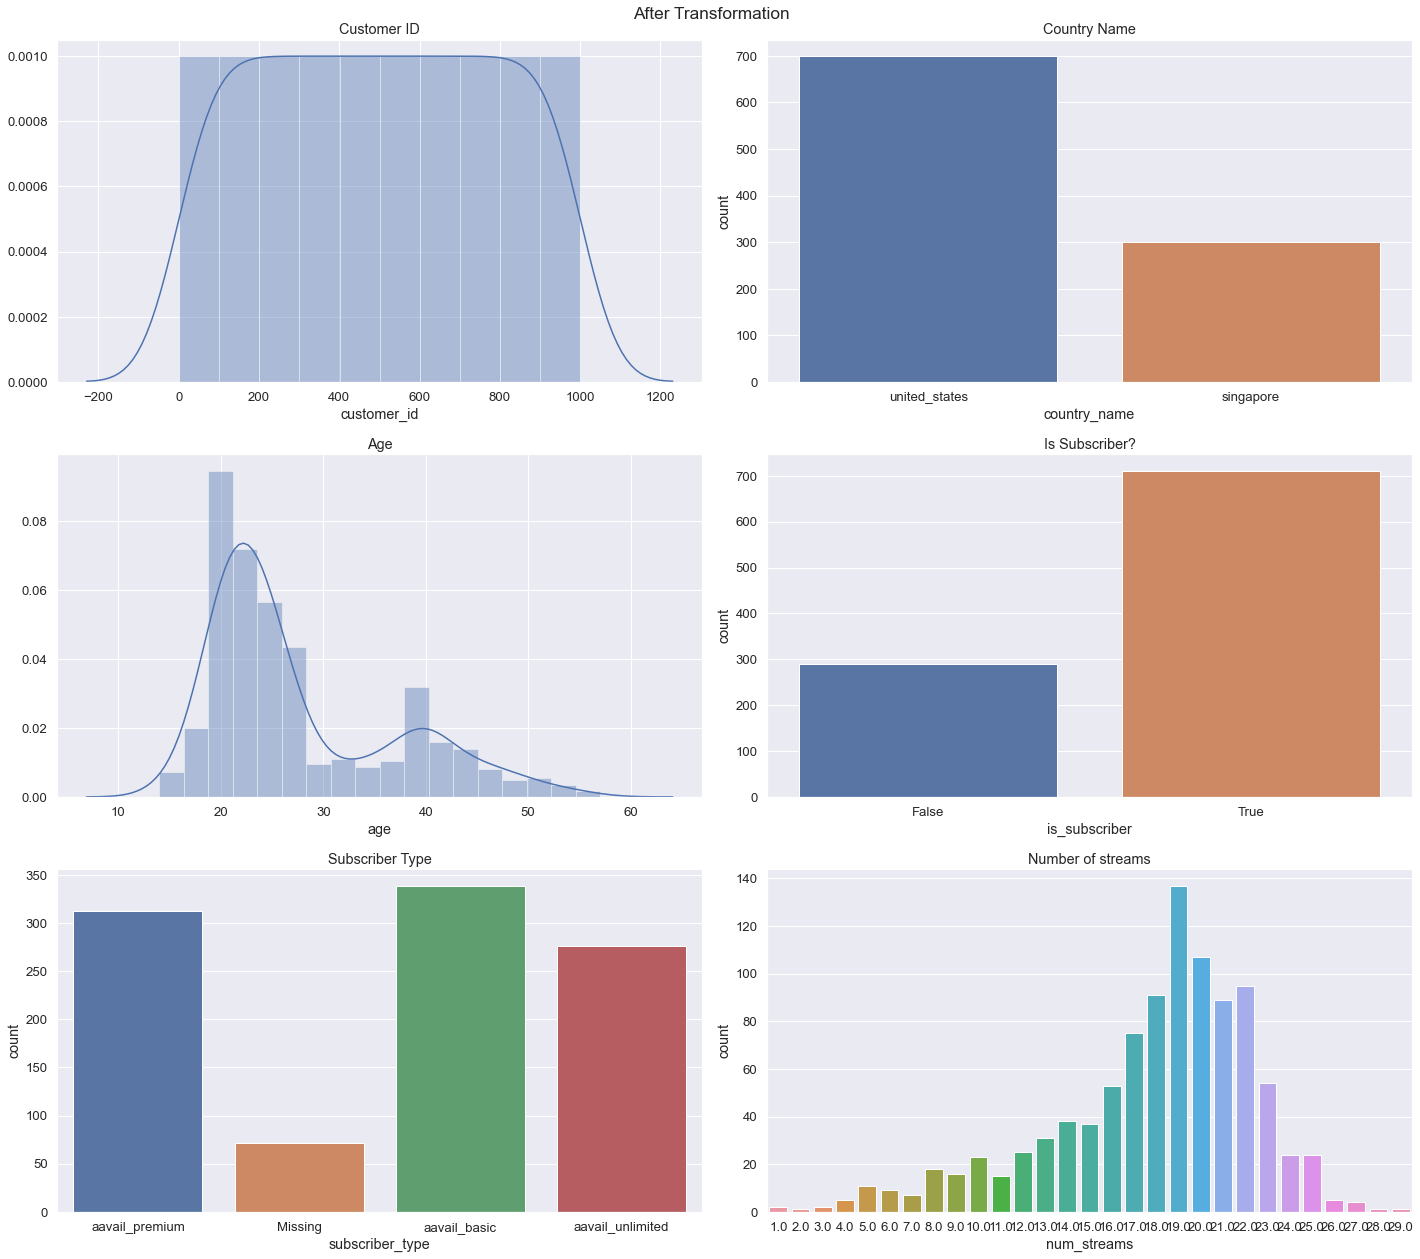 After Transformation
Customer ID
0.0010
0.0008
0.0006
0.0004
0.0002
0.0000
−200 0 200 400 600 800 1000 1200
customer_id
Country Name
700
600
500
400
300
200
100
0
count
united_states singapore
country_name
Age
0.08
0.06
0.04
0.02
0.00
10 20 30 40 50 60
age
Is Subscriber?
700
600
500
400
300
200
100
0
count
False True
is_subscriber
Subscriber Type
350
300
250
200
150
100
50
0
count
aavail_premium Missing aavail_basic aavail_unlimited
subscriber_type
Number of streams
140
120
100
80
60
40
20
0
count
1.0 2.0 3.0 4.0 5.0 6.0 7.0 8.0 9.0 10.0 11.0 12.0 13.0 14.0 15.0 16.0 17.0 18.0 19.0 20.0 21.0 22.0 23.0 24.0 25.0 26.0 27.0 28.0 29.0
num_streams